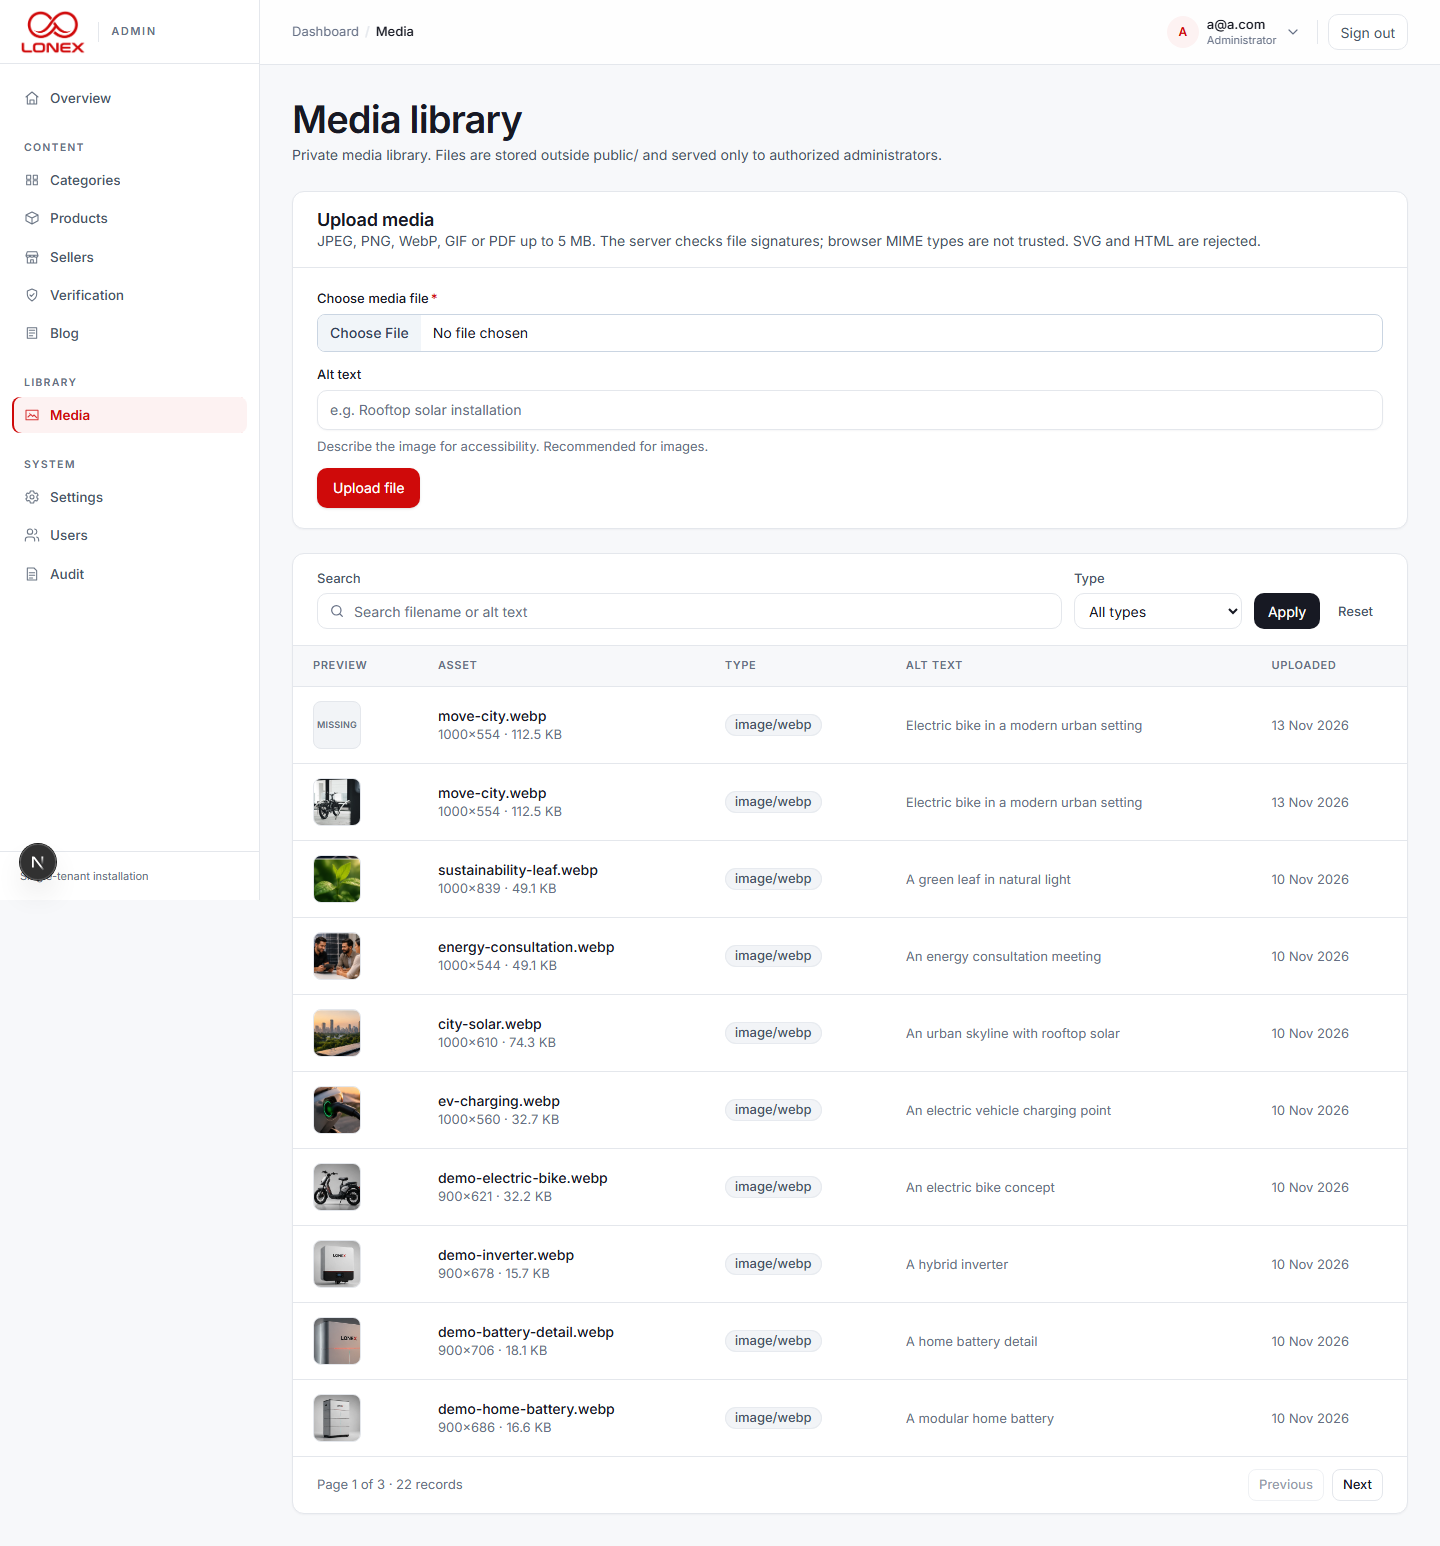 LONEX
ADMIN
Dashboard / Media
A
a@a.com
Administrator
Sign out
Overview
CONTENT
Categories
Products
Sellers
Verification
Blog
LIBRARY
Media
SYSTEM
Settings
Users
Audit
N
-tenant installation
Media library
Private media library. Files are stored outside public/ and served only to authorized administrators.
Upload media
JPEG, PNG, WebP, GIF or PDF up to 5 MB. The server checks file signatures; browser MIME types are not trusted. SVG and HTML are rejected.
Choose media file *
Choose File No file chosen
Alt text
e.g. Rooftop solar installation
Describe the image for accessibility. Recommended for images.
Upload file
Search
Type
Search filename or alt text
All types
Apply
Reset
PREVIEW ASSET TYPE ALT TEXT UPLOADED
MISSING
move-city.webp
1000×554 · 112.5 KB
image/webp
Electric bike in a modern urban setting
13 Nov 2026
move-city.webp
1000×554 · 112.5 KB
image/webp
Electric bike in a modern urban setting
13 Nov 2026
sustainability-leaf.webp
1000×839 · 49.1 KB
image/webp
A green leaf in natural light
10 Nov 2026
energy-consultation.webp
1000×544 · 49.1 KB
image/webp
An energy consultation meeting
10 Nov 2026
city-solar.webp
1000×610 · 74.3 KB
image/webp
An urban skyline with rooftop solar
10 Nov 2026
ev-charging.webp
1000×560 · 32.7 KB
image/webp
An electric vehicle charging point
10 Nov 2026
demo-electric-bike.webp
900×621 · 32.2 KB
image/webp
An electric bike concept
10 Nov 2026
LONEX
demo-inverter.webp
900×678 · 15.7 KB
image/webp
A hybrid inverter
10 Nov 2026
LONEX
demo-battery-detail.webp
900×706 · 18.1 KB
image/webp
A home battery detail
10 Nov 2026
demo-home-battery.webp
900×686 · 16.6 KB
image/webp
A modular home battery
10 Nov 2026
Page 1 of 3 · 22 records
Previous
Next